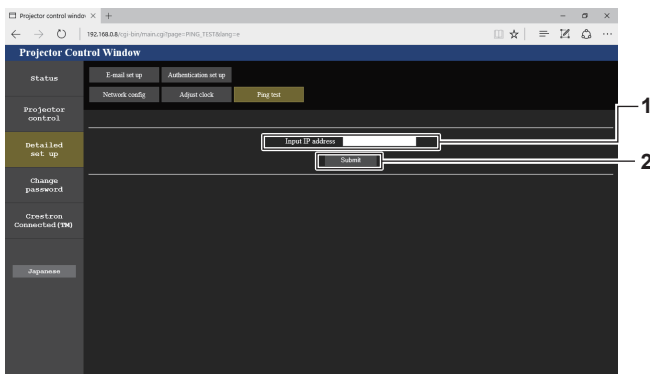 Projector control window
192.168.0.8/cgi-bin/main.cgi?page=PING_TEST&lang=e
Projector Control Window
Status
E-mail set up
Authentication set up
Network config
Adjust clock
Ping test
Projector
control
1
Input IP address
Detailed
set up
Submit
2
Change
password
Crestron
Connected(TM)
Japanese